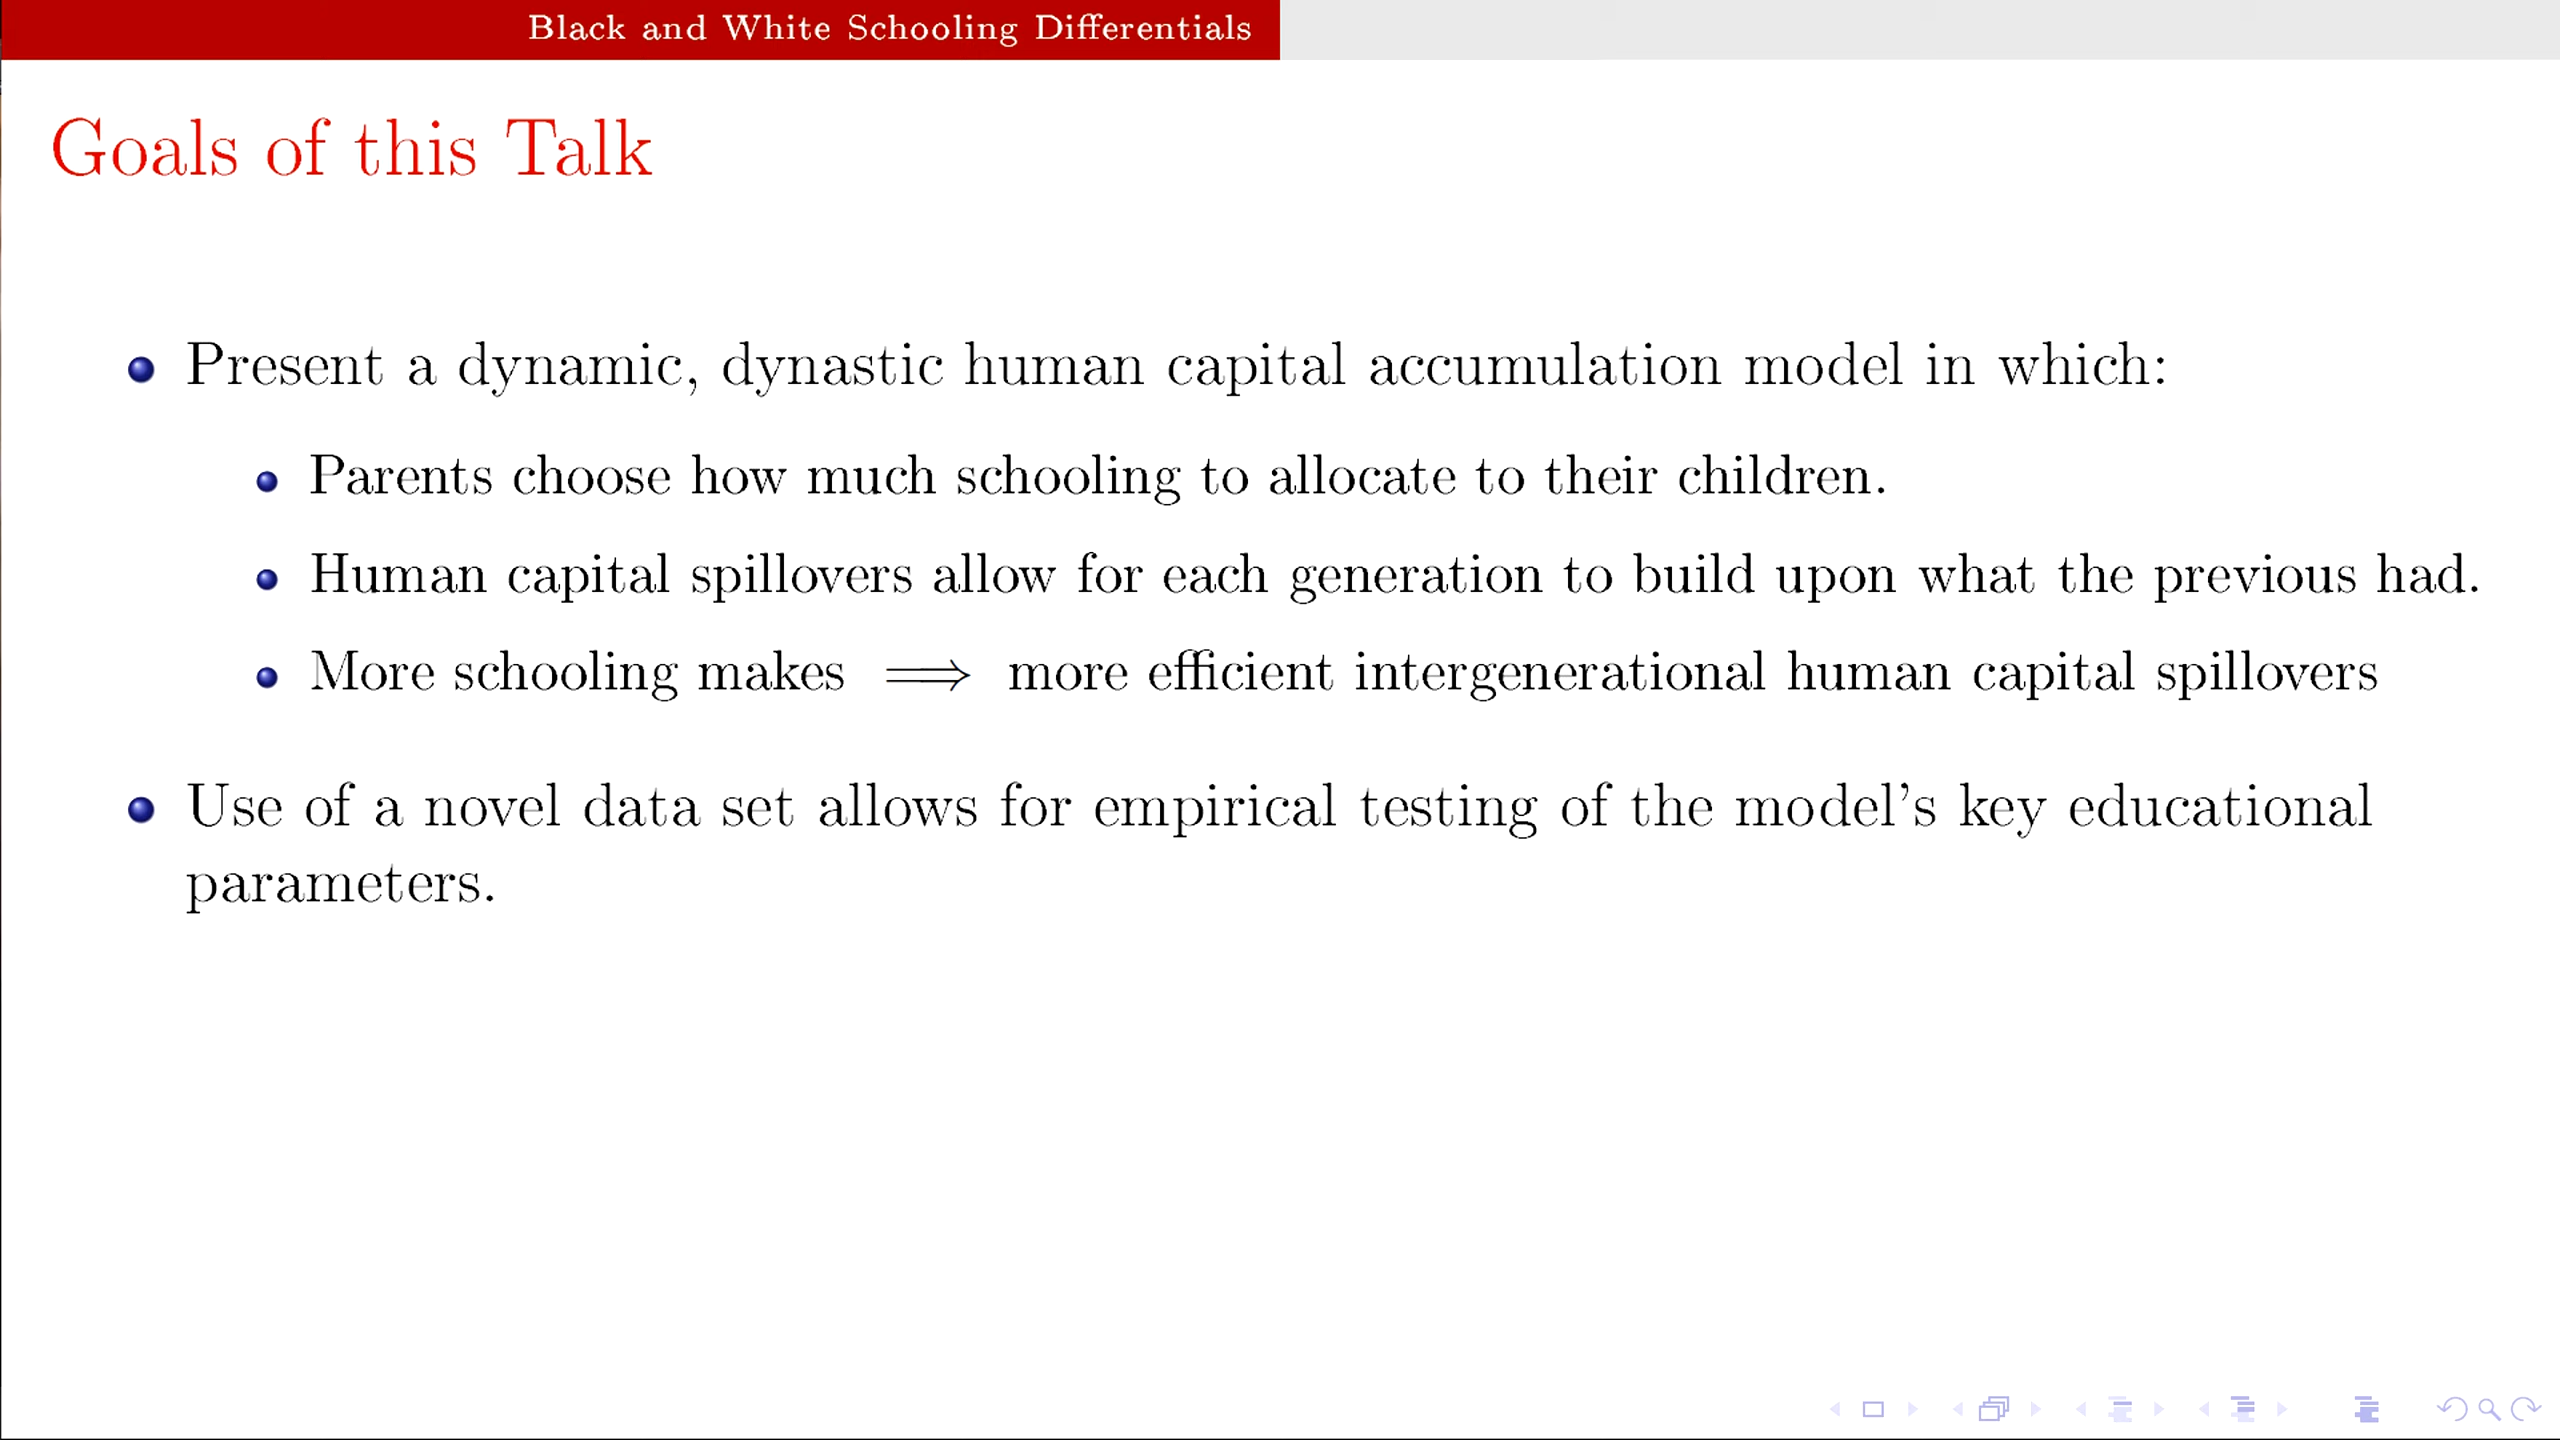 Black and White Schooling Differentials
Goals of this Talk
Present a dynamic, dynastic human capital accumulation model in which:
Parents choose how much schooling to allocate to their children.
Human capital spillovers allow for each generation to build upon what the previous had.
More schooling makes ⟹ more efficient intergenerational human capital spillovers
Use of a novel data set allows for empirical testing of the model's key educational
parameters.